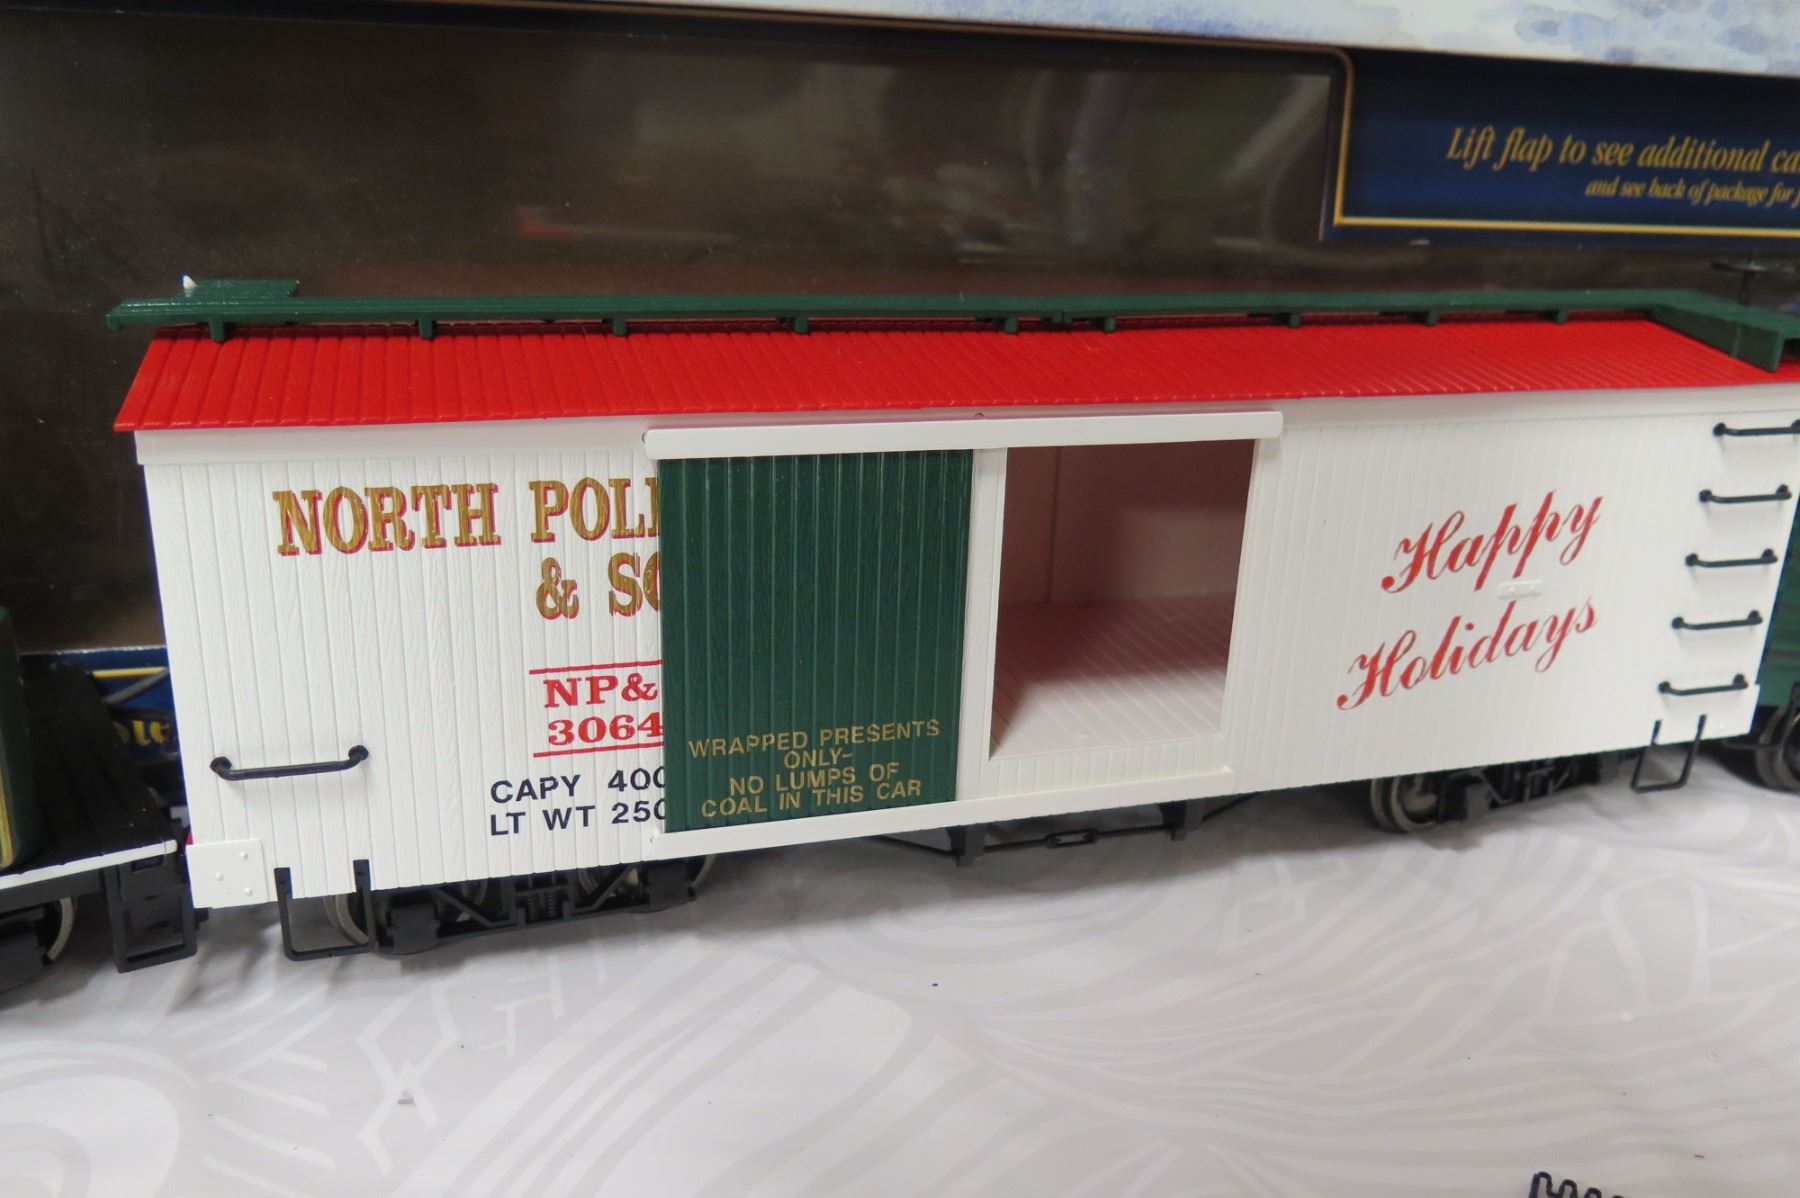 Lift flap to see additional
and see back of package for
NORTH POL
& SO
NP&
3064
CAPY 400
LT WT 250
WRAPPED PRESENTS
ONLY-
NO LUMPS OF
COAL IN THIS CAR
Happy
Holidays